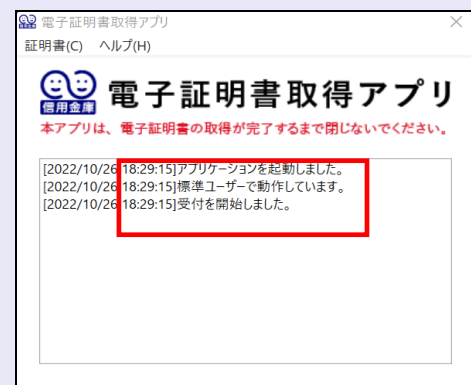 電子証明書取得アプリ
証明書(C) ヘルプ(H)
信用金庫
電子証明書取得アプリ
本アプリは、電子証明書の取得が完了するまで閉じないでください。
[2022/10/26 18:29:15]アプリケーションを起動しました。
[2022/10/26 18:29:15]標準ユーザーで動作しています。
[2022/10/26 18:29:15]受付を開始しました。